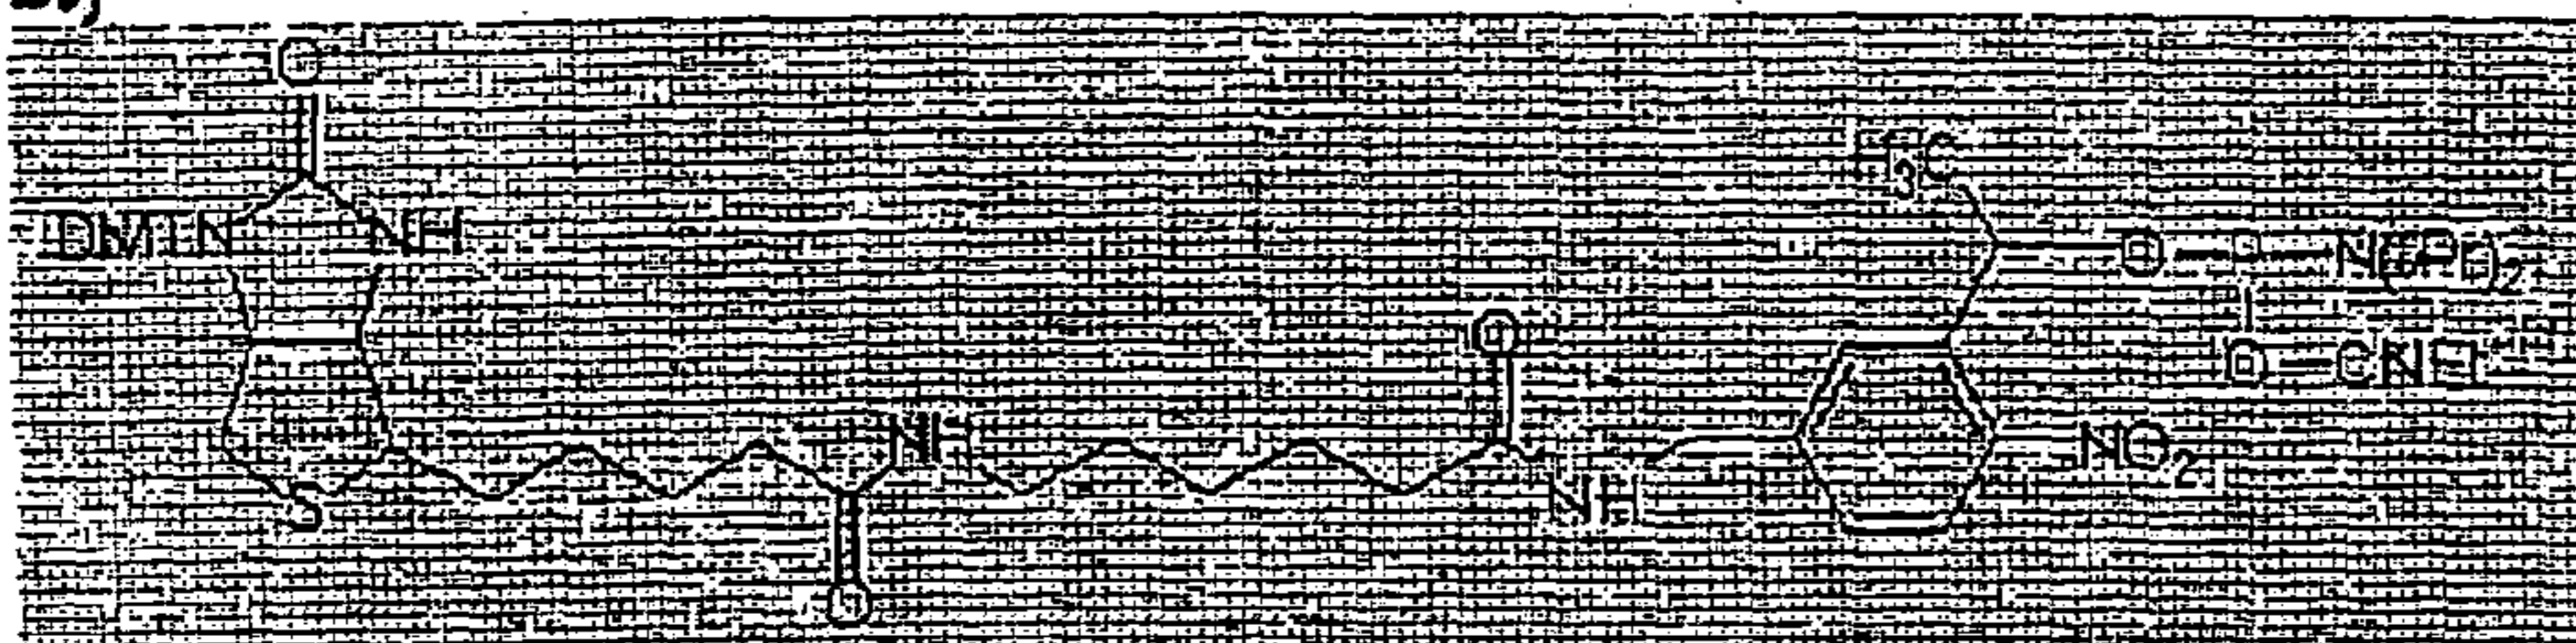 O
H3C
DMTN NH
O—P—N(iPr)2
O
O—CNEt
NH
NO2
S
NH
O